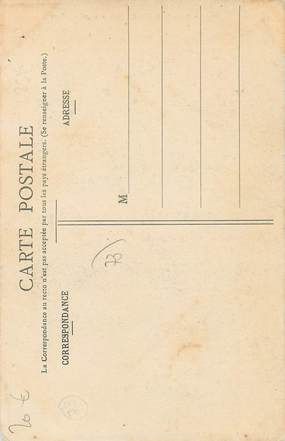 CARTE POSTALE
La Correspondance au recto n'est pas acceptée par tous les pays étrangers. (Se renseigner à la Poste.)
CORRESPONDANCE
ADRESSE
M
20 €